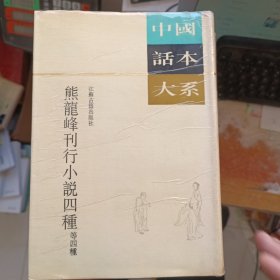 中國
話本
大系
江蘇古籍出版社
熊龍峰刊行小説四種等四種